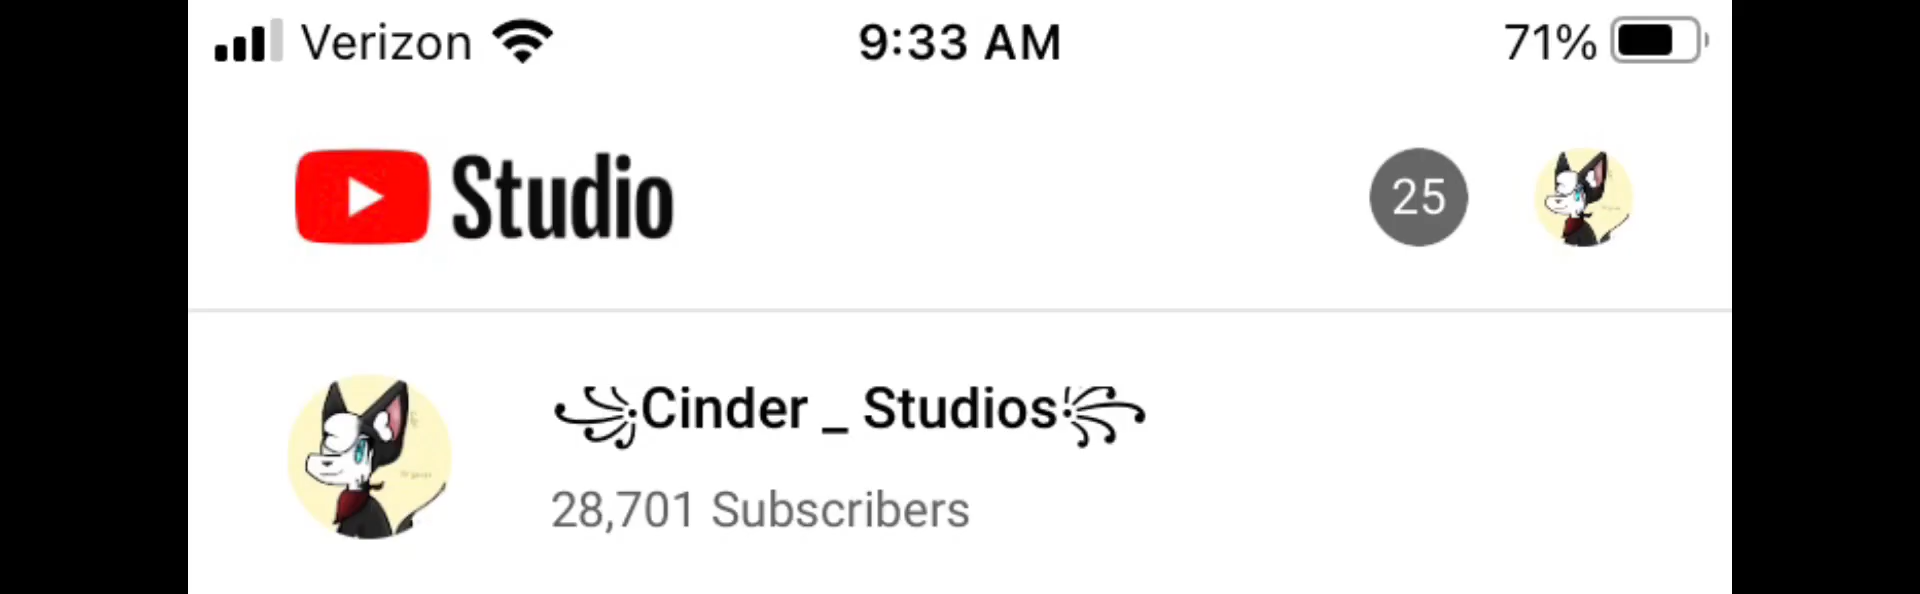 Verizon 9:33 AM 71%
Studio 25
꧁Cinder _ Studios꧂
28,701 Subscribers